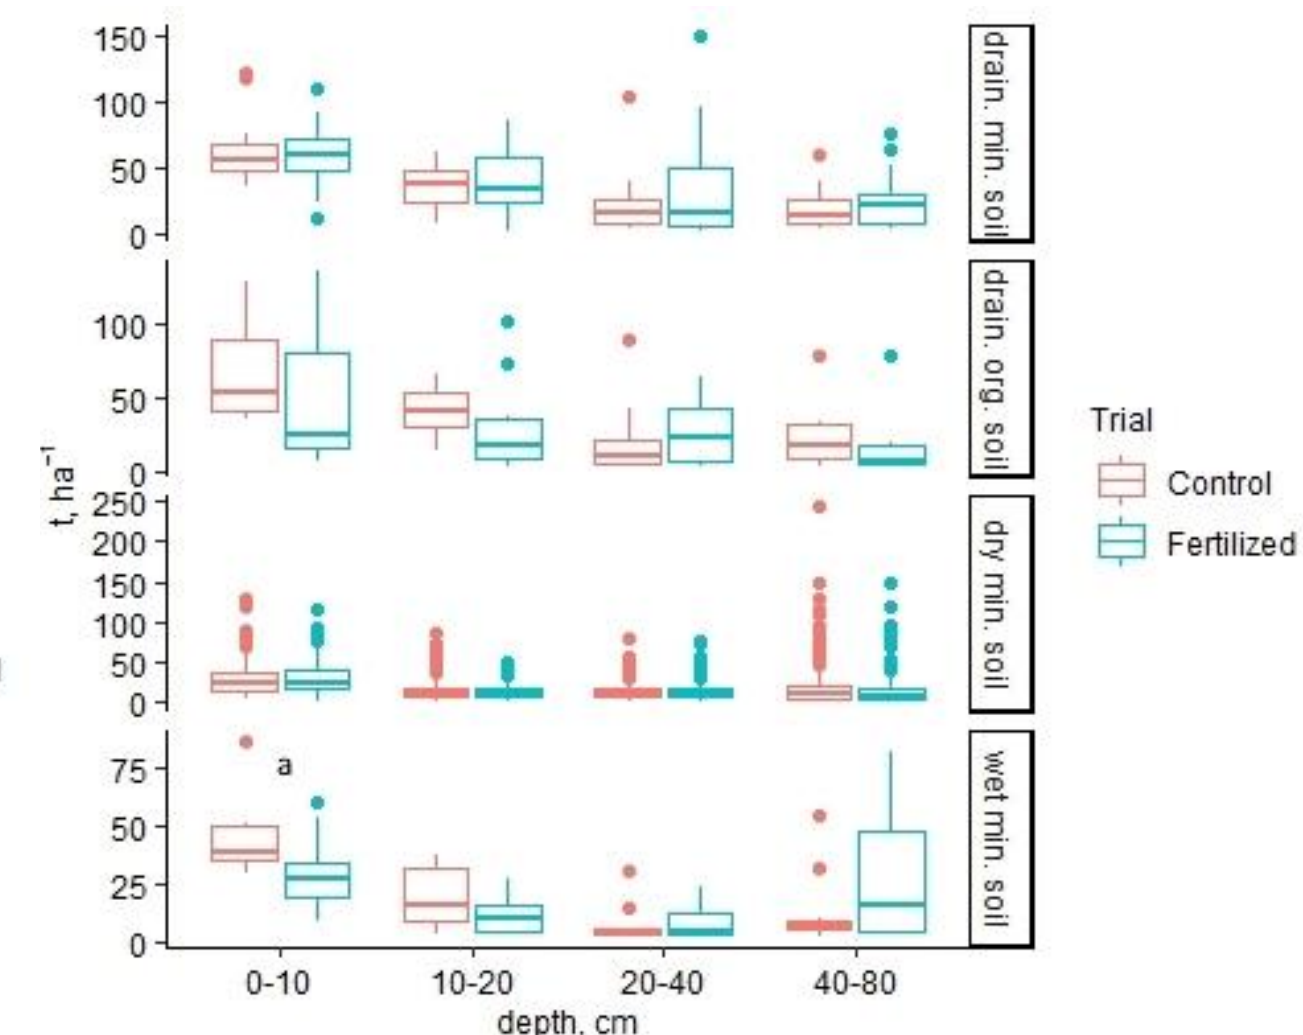 150
100
50
0
drain. min. soil
100
50
0
drain. org. soil
250
200
150
100
50
0
dry min. soil
75
50
25
0
a
wet min. soil
t, ha⁻¹
0-10 10-20 20-40 40-80
depth, cm
Trial
Control
Fertilized